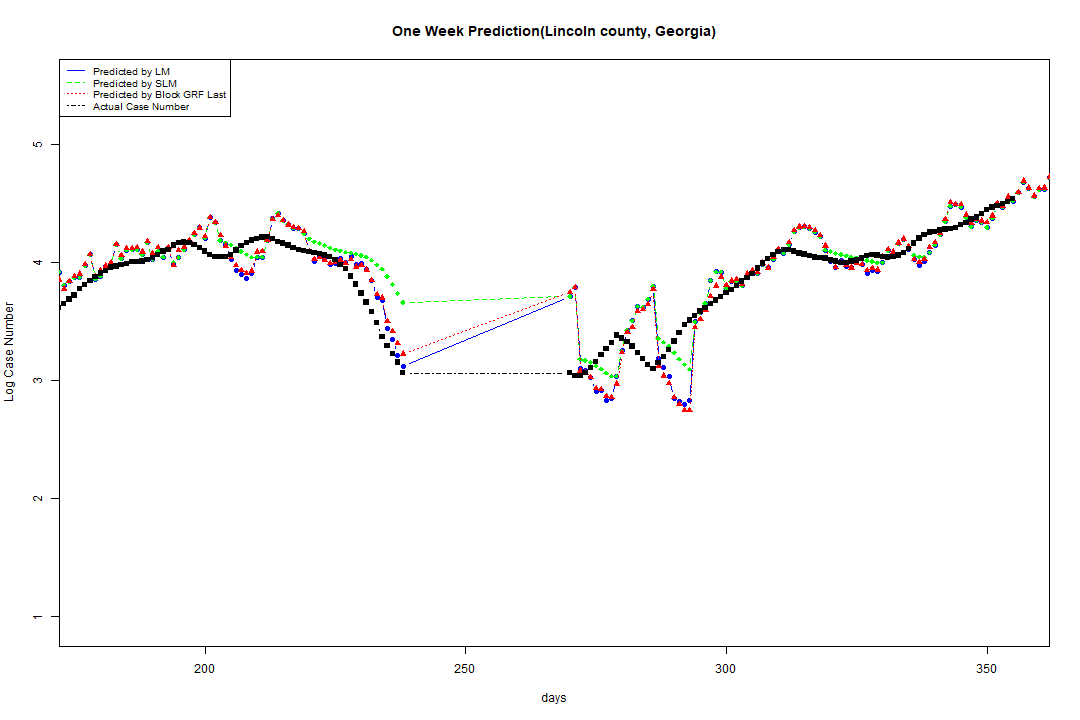 One Week Prediction(Lincoln county, Georgia)
Predicted by LM
Predicted by SLM
Predicted by Block GRF Last
Actual Case Number
5
4
3
2
1
Log Case Number
200
250
300
350
days